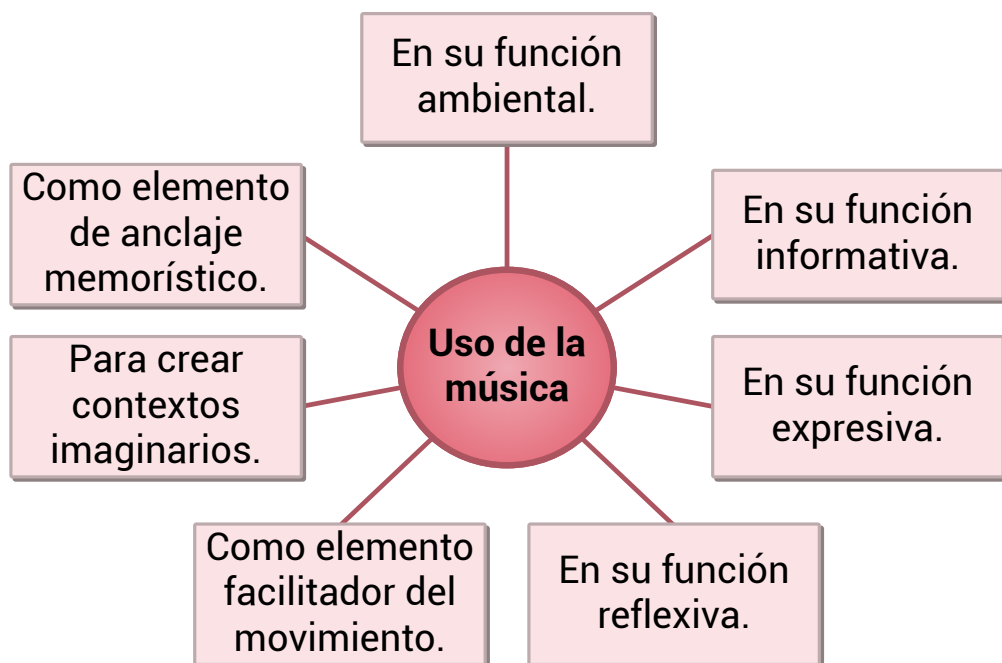 En su función
ambiental.
Como elemento
de anclaje
memorístico.
En su función
informativa.
Uso de la
música
Para crear
contextos
imaginarios.
En su función
expresiva.
Como elemento
facilitador del
movimiento.
En su función
reflexiva.